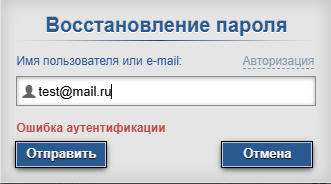 Восстановление пароля
Имя пользователя или e-mail: Авторизация
test@mail.ru
Ошибка аутентификации
Отправить Отмена